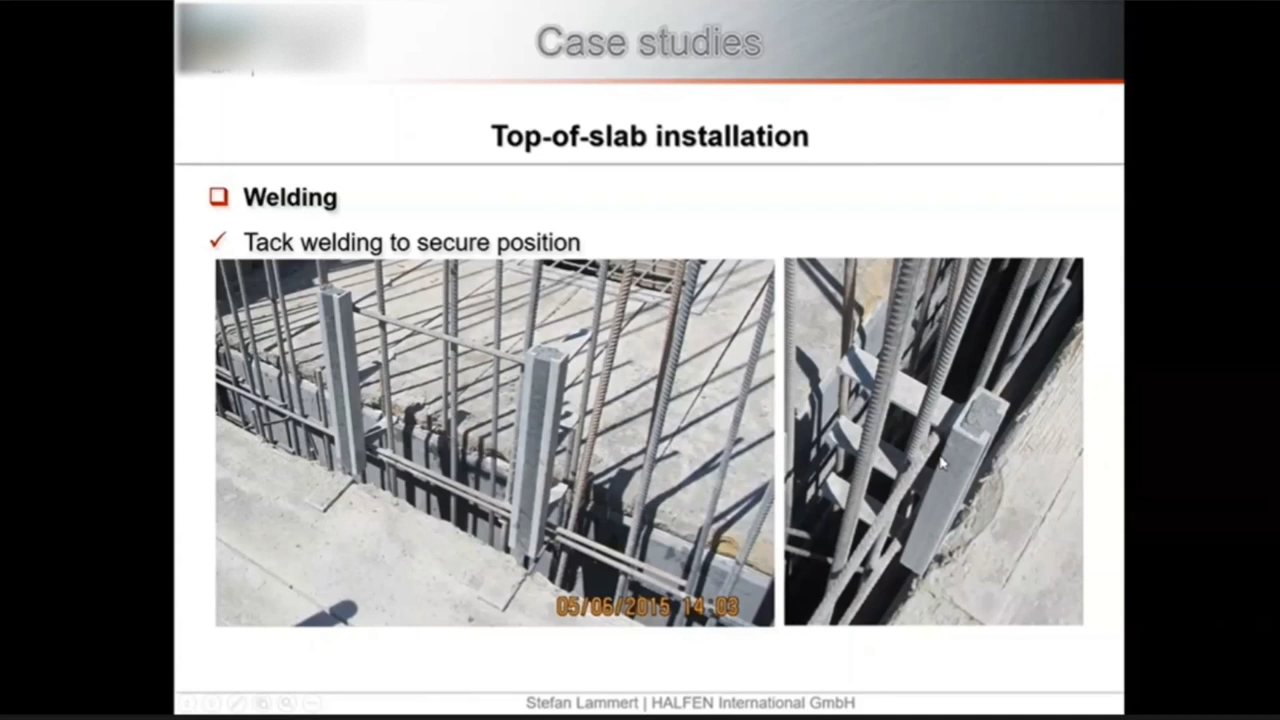 Case studies
Top-of-slab installation
Welding
Tack welding to secure position
05/06/2015 14 03
Stefan Lammert | HALFEN International GmbH